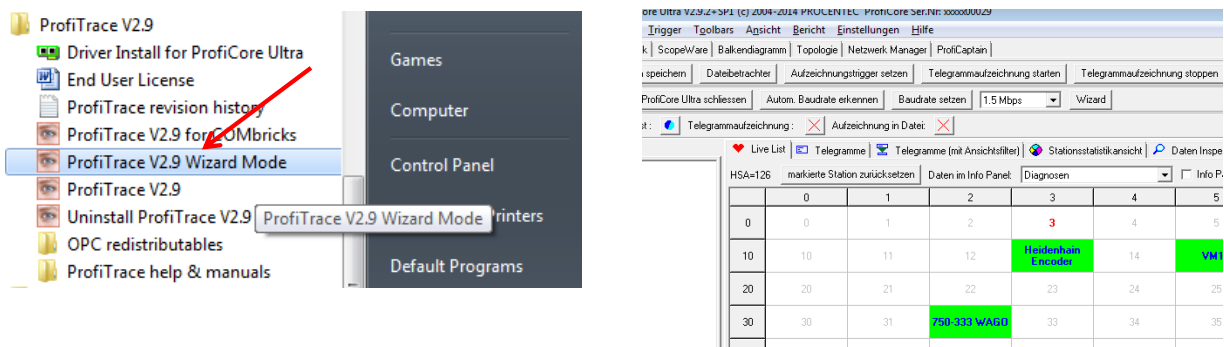 ProfiTrace V2.9
Driver Install for ProfiCore Ultra
End User License
ProfiTrace revision history
ProfiTrace V2.9 for COMbricks
ProfiTrace V2.9 Wizard Mode
ProfiTrace V2.9
Uninstall ProfiTrace V2.9
ProfiTrace V2.9 Wizard Mode
OPC redistributables
ProfiTrace help & manuals
Games
Computer
Control Panel
Printers
Default Programs
ore Ultra V2.9.2+SP1 (c) 2004-2014 PROCENTEC ProfiCore Ser.Nr: xxxxx00029
Trigger Toolbars Ansicht Bericht Einstellungen Hilfe
k ScopeWare Balkendiagramm Topologie Netzwerk Manager ProfiCaptain
speichern Dateibetrachter Aufzeichnungstrigger setzen Telegrammaufzeichnung starten Telegrammaufzeichnung stoppen
ProfiCore Ultra schliessen Autom. Baudrate erkennen Baudrate setzen 1.5 Mbps Wizard
st : Telegrammaufzeichnung : Aufzeichnung in Datei:
Live List Telegramme Telegramme (mit Ansichtsfilter) Stationsstatistikansicht Daten Inspe
HSA=126 markierte Station zurücksetzen Daten im Info Panel: Diagnosen Info P
0 1 2 3 4 5
0 0 1 2 3 4 5
10 10 11 12 Heidenhain Encoder 14 VM1
20 20 21 22 23 24 25
30 30 31 750-333 WAGO 33 34 35